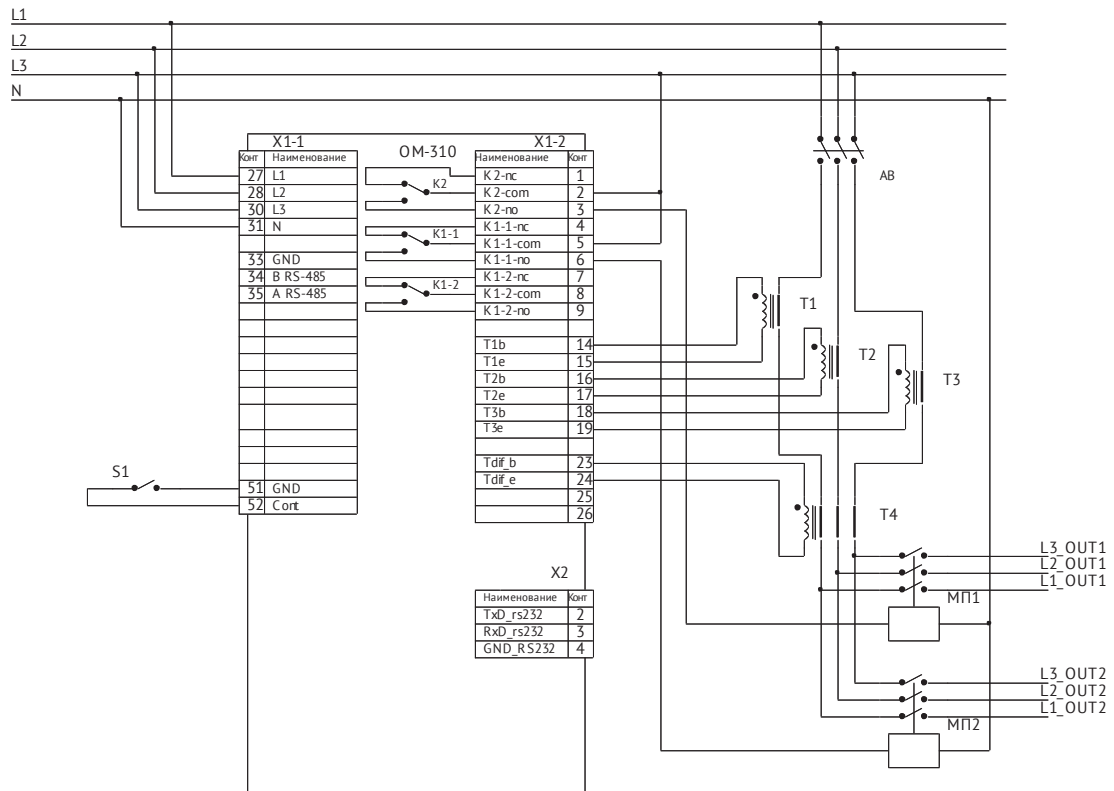 L1
L2
L3
N
X1-1
Конт Наименование
27 L1
28 L2
30 L3
31 N
33 GND
34 B RS-485
35 A RS-485
51 GND
52 Cont
S1
ОМ-310
K2
K1-1
K1-2
X1-2
Наименование Конт
K2-nc 1
K2-com 2
K2-no 3
K1-1-nc 4
K1-1-com 5
K1-1-no 6
K1-2-nc 7
K1-2-com 8
K1-2-no 9
T1b 14
T1e 15
T2b 16
T2e 17
T3b 18
T3e 19
Tdif_b 23
Tdif_e 24
25
26
X2
Наименование Конт
TxD_rs232 2
RxD_rs232 3
GND_RS232 4
АВ
T1
T2
T3
T4
L3_OUT1
L2_OUT1
L1_OUT1
МП1
L3_OUT2
L2_OUT2
L1_OUT2
МП2